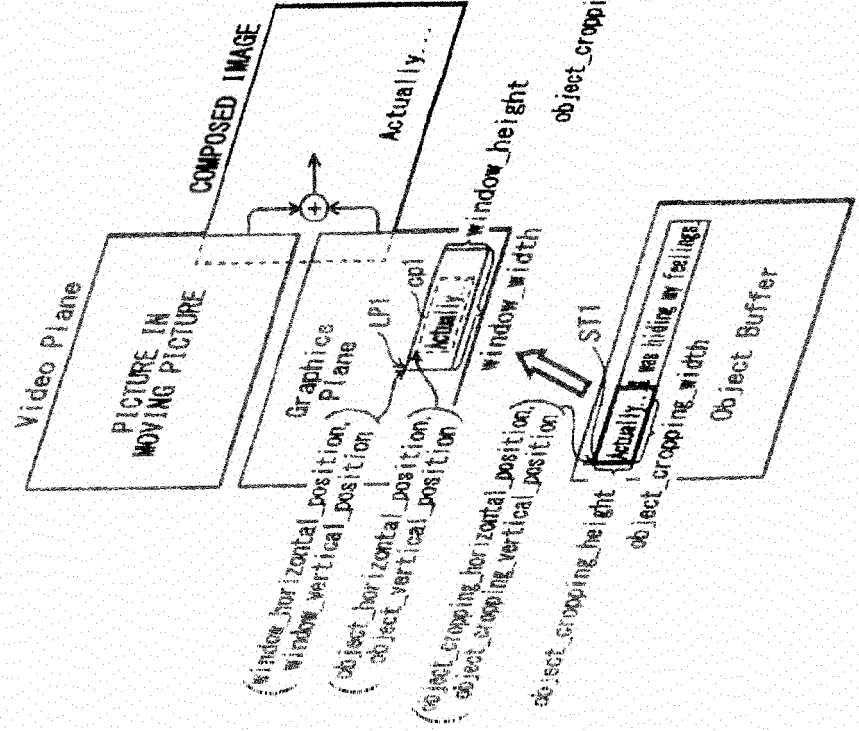 Video Plane
PICTURE IN
MOVING PICTURE
COMPOSED IMAGE
Actually...
Graphics
Plane
LP1
cp1
Actually...
window_height
window_width
(window_horizontal_position,
window_vertical_position)
(object_horizontal_position,
object_vertical_position)
(object_cropping_horizontal_position,
object_cropping_vertical_position)
object_croppi
ST1
Actually... I was hiding my feelings.
object_cropping_height
object_cropping_width
Object Buffer